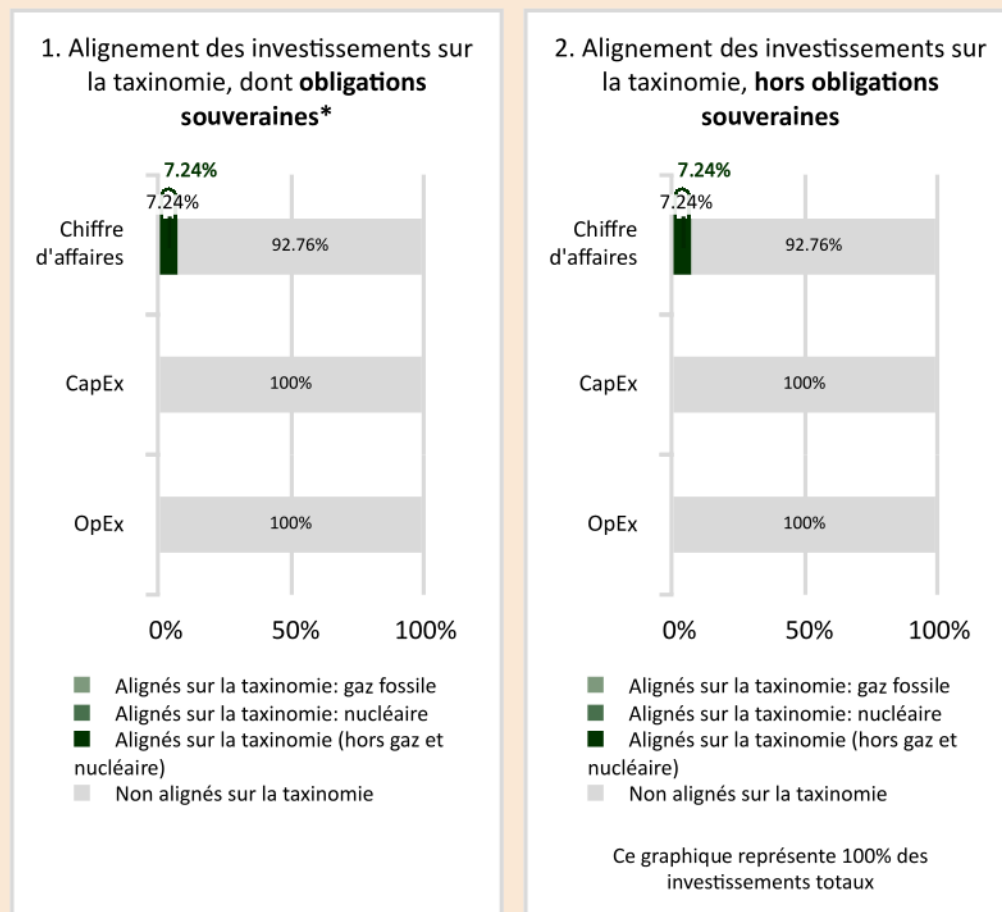 1. Alignement des investissements sur
la taxinomie, dont obligations
souveraines*
7.24%
7.24%
Chiffre
d'affaires
92.76%
CapEx
100%
OpEx
100%
0%
50%
100%
Alignés sur la taxinomie: gaz fossile
Alignés sur la taxinomie: nucléaire
Alignés sur la taxinomie (hors gaz et
nucléaire)
Non alignés sur la taxinomie
2. Alignement des investissements sur
la taxinomie, hors obligations
souveraines
7.24%
7.24%
Chiffre
d'affaires
92.76%
CapEx
100%
OpEx
100%
0%
50%
100%
Alignés sur la taxinomie: gaz fossile
Alignés sur la taxinomie: nucléaire
Alignés sur la taxinomie (hors gaz et
nucléaire)
Non alignés sur la taxinomie
Ce graphique représente 100% des
investissements totaux